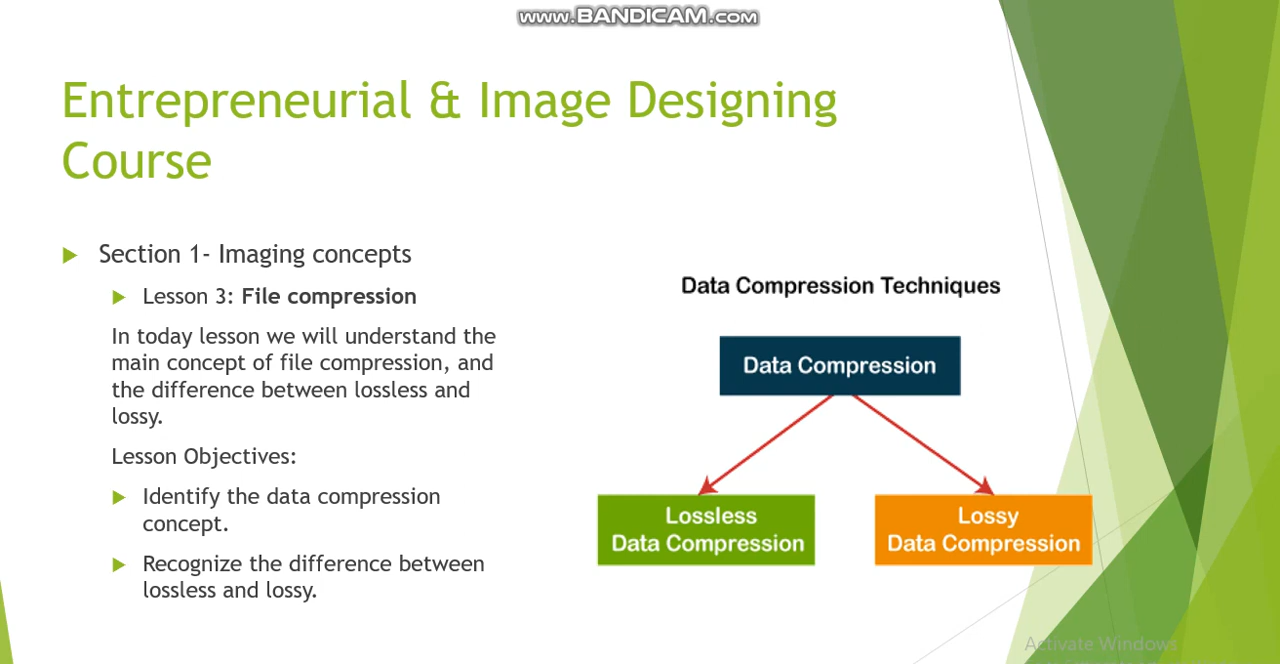 www.BANDICAM.com
Entrepreneurial & Image Designing
Course
Section 1- Imaging concepts
Lesson 3: File compression
In today lesson we will understand the
main concept of file compression, and
the difference between lossless and
lossy.
Lesson Objectives:
Identify the data compression
concept.
Recognize the difference between
lossless and lossy.
Data Compression Techniques
Data Compression
Lossless
Data Compression
Lossy
Data Compression
Activate Windows